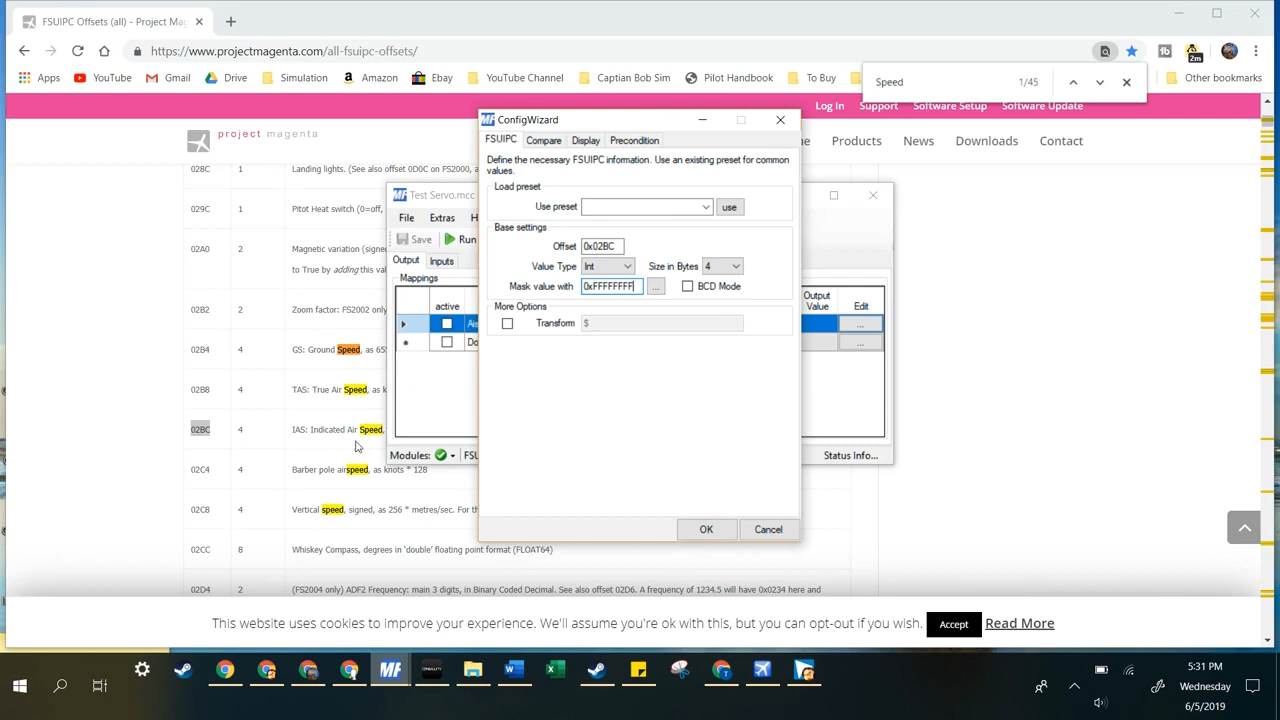 FSUIPC Offsets (all) - Project Mag
https://www.projectmagenta.com/all-fsuipc-offsets/
Apps YouTube Gmail Drive Simulation Amazon Ebay YouTube Channel Captian Bob Sim Pilot Handbook To Buy Other bookmarks
2m
Speed 1/45
Log In Support Software Setup Software Update
project magenta
me Products News Downloads Contact
028C 1 Landing lights. (See also offset 0D0C on FS2000, a
029C 1 Pitot Heat switch (0=off,
02A0 2 Magnetic variation (signed
to True by adding this val
02B2 2 Zoom factor: FS2002 only
02B4 4 GS: Ground Speed, as 65
02B8 4 TAS: True Air Speed, as k
02BC 4 IAS: Indicated Air Speed,
02C4 4 Barber pole airspeed, as knots * 128
02C8 4 Vertical speed, signed, as 256 * metres/sec. For th
02CC 8 Whiskey Compass, degrees in 'double' floating point format (FLOAT64)
02D4 2 (FS2004 only) ADF2 Frequency: main 3 digits, in Binary Coded Decimal. See also offset 02D6. A frequency of 1234.5 will have 0x0234 here and
Test Servo.mcc
File Extras H
Save Run
Output Inputs
Mappings
active Output Value Edit
Air ...
Do ...
Modules: FSU Status Info...
MF ConfigWizard
FSUIPC Compare Display Precondition
Define the necessary FSUIPC information. Use an existing preset for common
values.
Load preset
Use preset use
Base settings
Offset 0x02BC
Value Type Int Size in Bytes 4
Mask value with 0xFFFFFFFF ... BCD Mode
More Options
Transform $
OK Cancel
This website uses cookies to improve your experience. We'll assume you're ok with this, but you can opt-out if you wish. Accept Read More
5:31 PM
Wednesday
6/5/2019